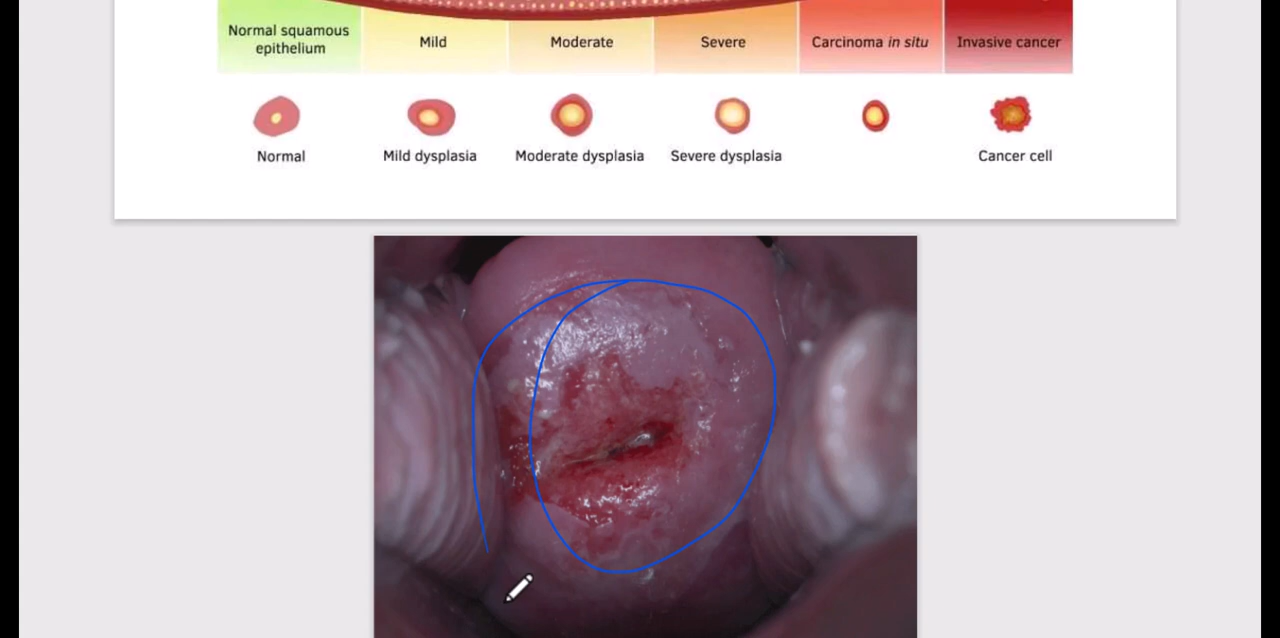 Normal squamous
epithelium
Mild
Moderate
Severe
Carcinoma in situ
Invasive cancer
Normal
Mild dysplasia
Moderate dysplasia
Severe dysplasia
Cancer cell